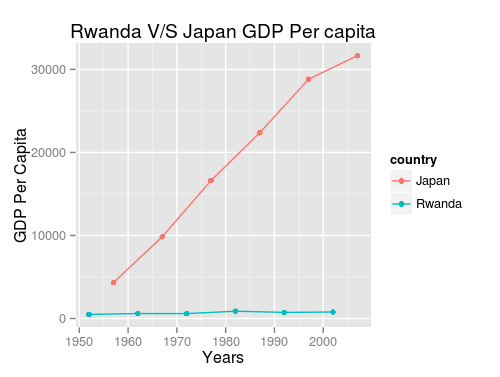 Rwanda V/S Japan GDP Per capita
GDP Per Capita
30000
20000
10000
0
1950 1960 1970 1980 1990 2000
Years
country
Japan
Rwanda